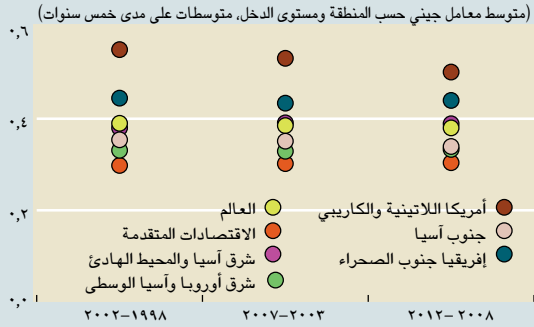 (متوسط معامل جيني حسب المنطقة ومستوى الدخل، متوسطات على مدى خمس سنوات)
٠,٦
٠,٤
٠,٢
٠,٠
أمريكا اللاتينية والكاريبي
جنوب آسيا
إفريقيا جنوب الصحراء
العالم
الاقتصادات المتقدمة
شرق آسيا والمحيط الهادئ
شرق أوروبا وآسيا الوسطى
١٩٩٨–٢٠٠٢
٢٠٠٣–٢٠٠٧
٢٠٠٨–٢٠١٢